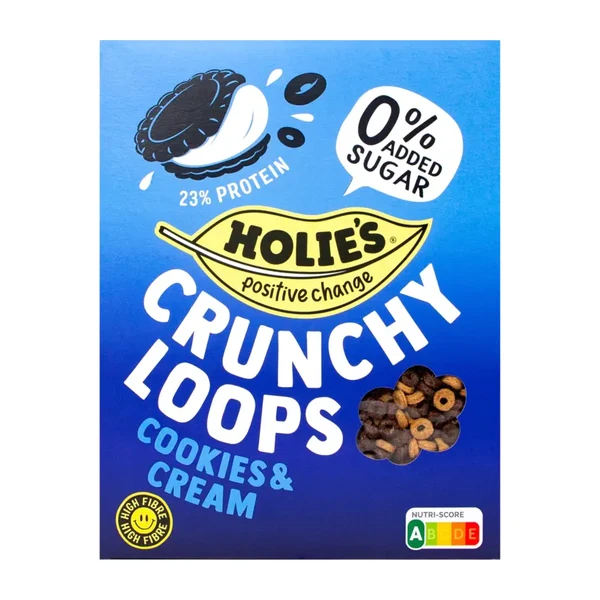 0%
ADDED
SUGAR
23% PROTEIN
HOLIE'S®
positive change
CRUNCHY
LOOPS
COOKIES &
CREAM
HIGH FIBRE
HIGH FIBRE
NUTRI-SCORE
A B C D E